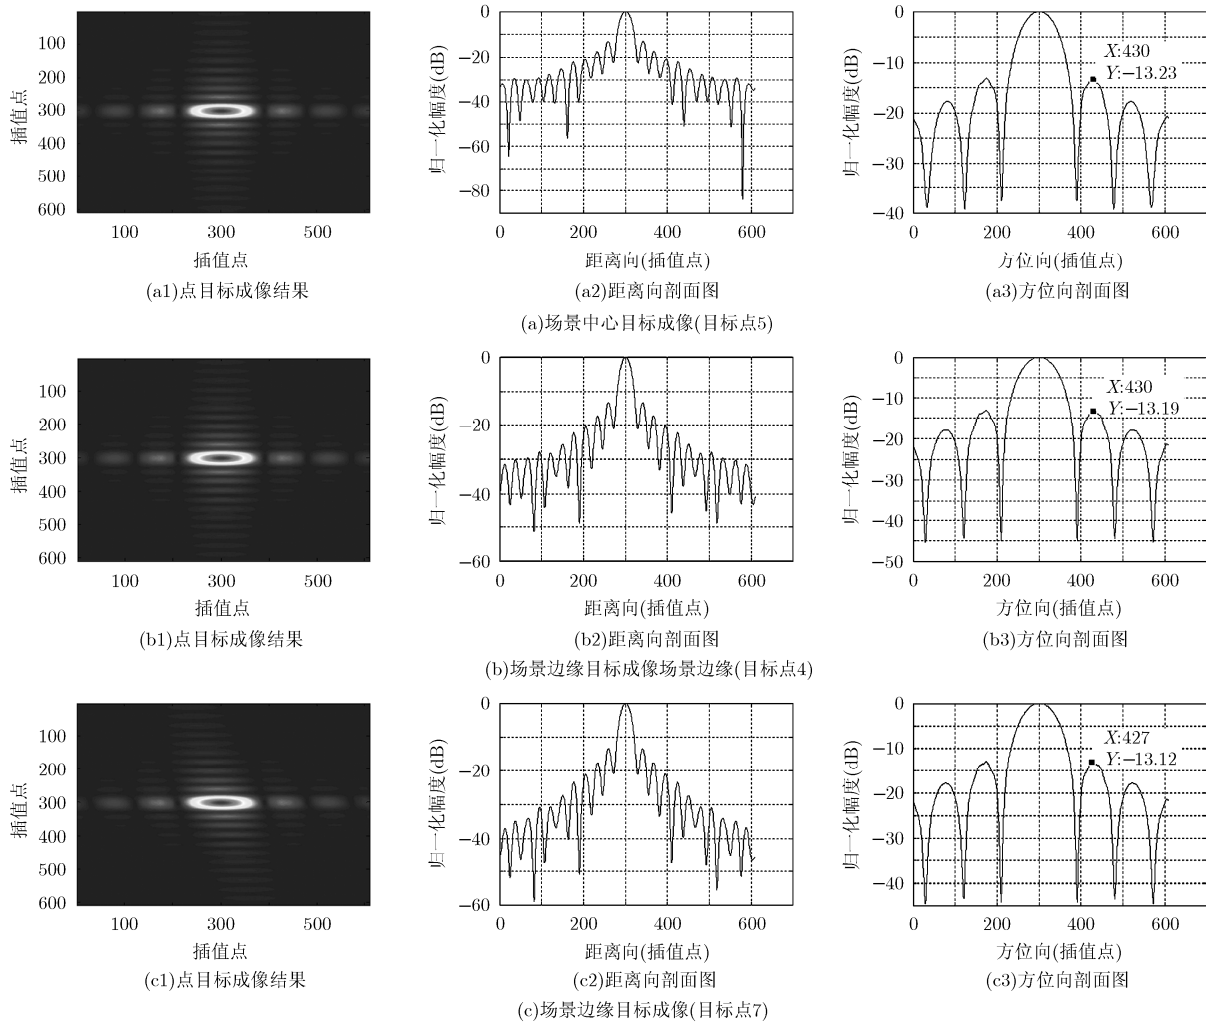 100
200
300
400
500
600
插值点
100
300
500
插值点
(a1)点目标成像结果
0
−20
−40
−60
−80
归一化幅度(dB)
0
200
400
600
距离向(插值点)
(a2)距离向剖面图
0
−10
−20
−30
−40
归一化幅度(dB)
X:430
Y:−13.23
0
200
400
600
方位向(插值点)
(a3)方位向剖面图
(a)场景中心目标成像(目标点5)
100
200
300
400
500
600
插值点
100
300
500
插值点
(b1)点目标成像结果
0
−20
−40
−60
归一化幅度(dB)
0
200
400
600
距离向(插值点)
(b2)距离向剖面图
0
−10
−20
−30
−40
−50
归一化幅度(dB)
X:430
Y:−13.19
0
200
400
600
方位向(插值点)
(b3)方位向剖面图
(b)场景边缘目标成像场景边缘(目标点4)
100
200
300
400
500
600
插值点
100
300
500
插值点
(c1)点目标成像结果
0
−20
−40
−60
归一化幅度(dB)
0
200
400
600
距离向(插值点)
(c2)距离向剖面图
0
−10
−20
−30
−40
归一化幅度(dB)
X:427
Y:−13.12
0
200
400
600
方位向(插值点)
(c3)方位向剖面图
(c)场景边缘目标成像(目标点7)